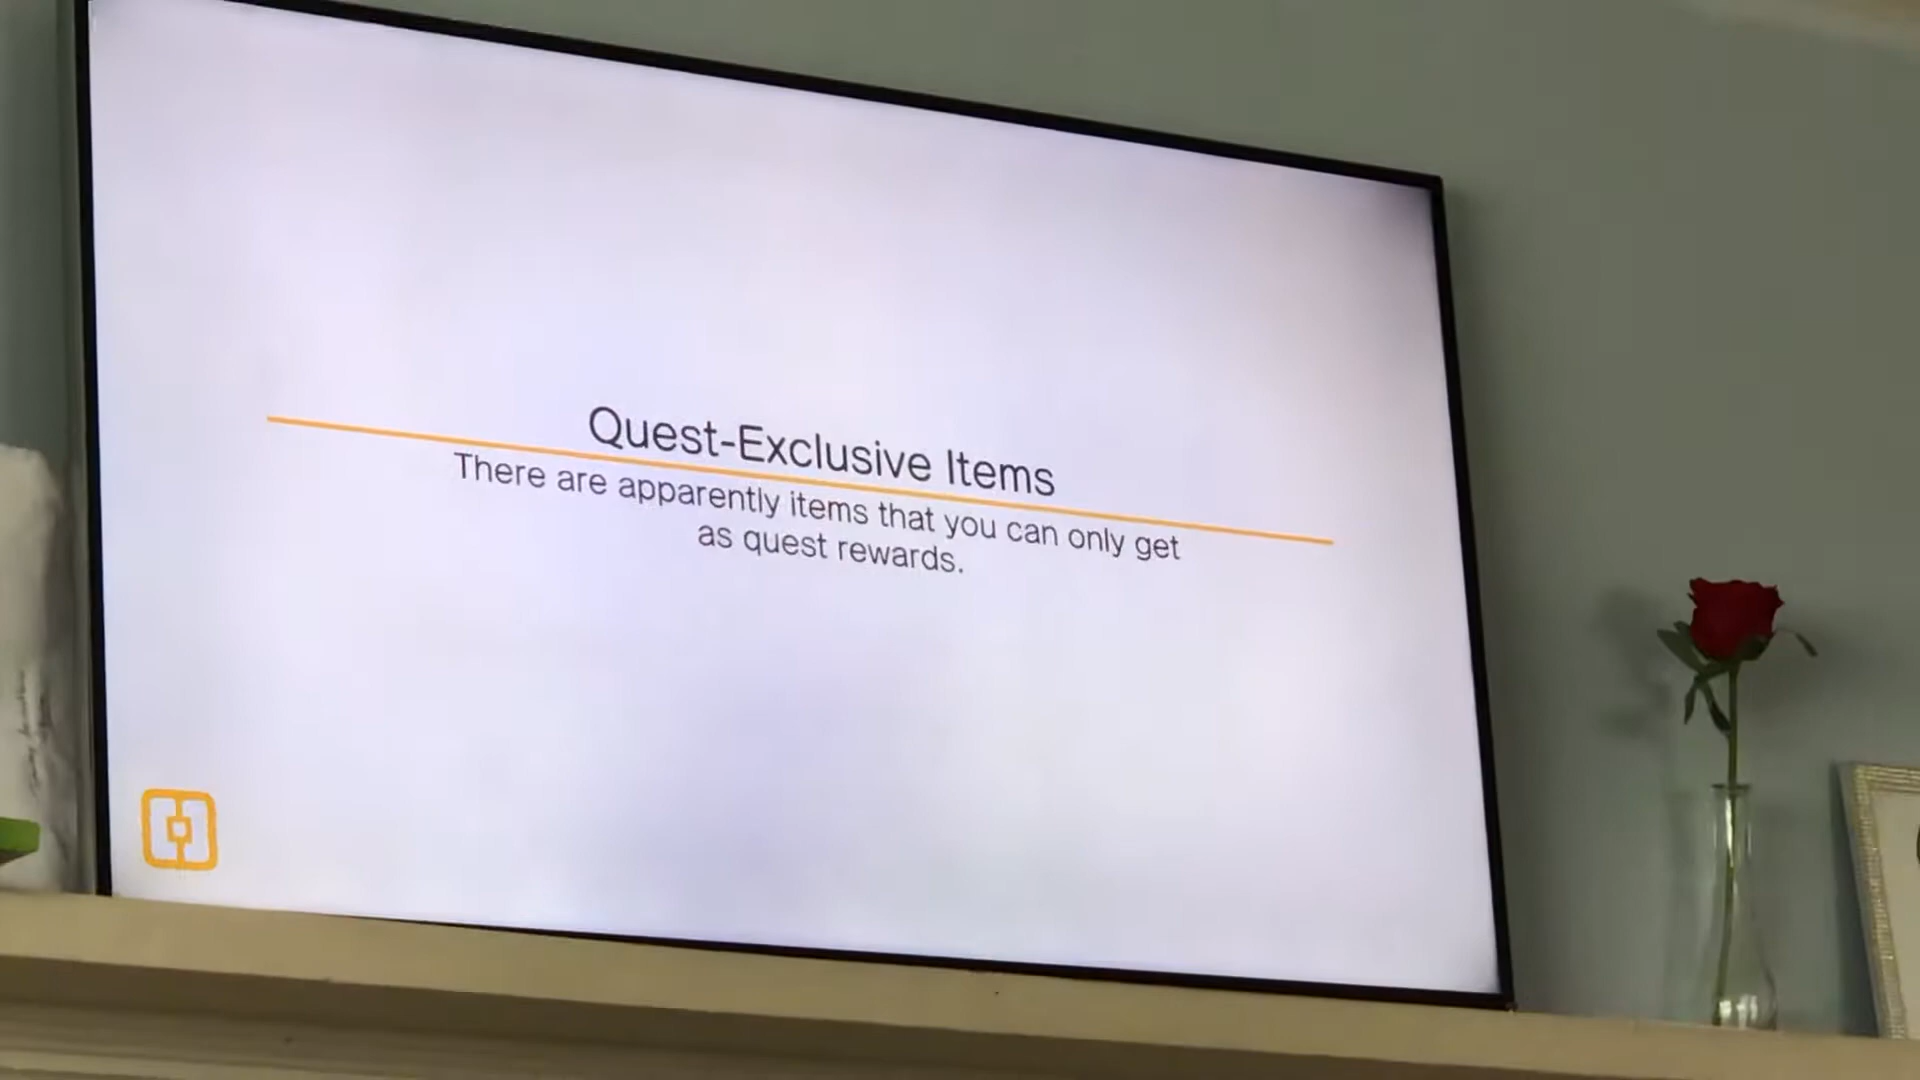 Quest-Exclusive Items
There are apparently items that you can only get
as quest rewards.